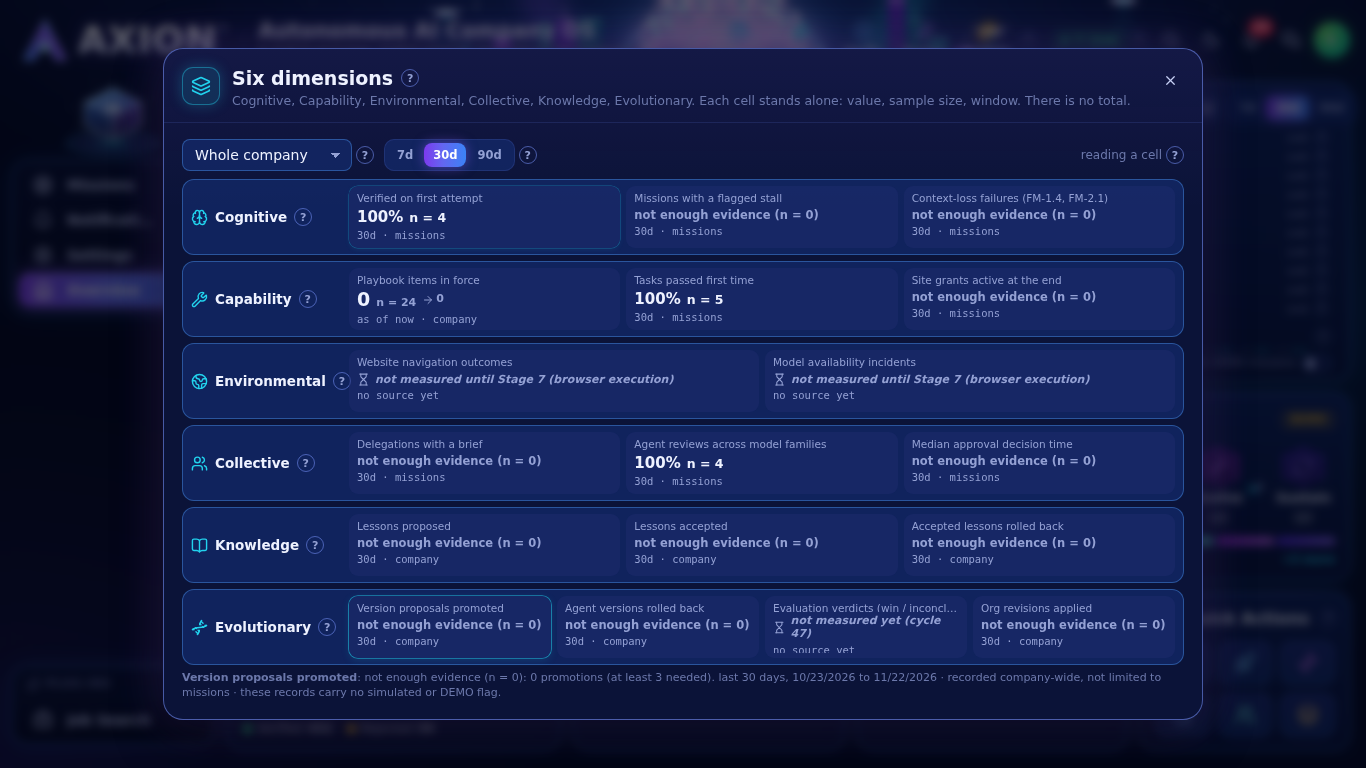 AXION
Autonomous AI Company OS
Six dimensions ?
Cognitive, Capability, Environmental, Collective, Knowledge, Evolutionary. Each cell stands alone: value, sample size, window. There is no total.
×
Whole company ? 7d 30d 90d ? reading a cell ?
Cognitive ?
Verified on first attempt
100% n = 4
30d · missions
Missions with a flagged stall
not enough evidence (n = 0)
30d · missions
Context-loss failures (FM-1.4, FM-2.1)
not enough evidence (n = 0)
30d · missions
Capability ?
Playbook items in force
0 n = 24 → 0
as of now · company
Tasks passed first time
100% n = 5
30d · missions
Site grants active at the end
not enough evidence (n = 0)
30d · missions
Environmental ?
Website navigation outcomes
not measured until Stage 7 (browser execution)
no source yet
Model availability incidents
not measured until Stage 7 (browser execution)
no source yet
Collective ?
Delegations with a brief
not enough evidence (n = 0)
30d · missions
Agent reviews across model families
100% n = 4
30d · missions
Median approval decision time
not enough evidence (n = 0)
30d · missions
Knowledge ?
Lessons proposed
not enough evidence (n = 0)
30d · company
Lessons accepted
not enough evidence (n = 0)
30d · company
Accepted lessons rolled back
not enough evidence (n = 0)
30d · company
Evolutionary ?
Version proposals promoted
not enough evidence (n = 0)
30d · company
Agent versions rolled back
not enough evidence (n = 0)
30d · company
Evaluation verdicts (win / inconcl...
not measured yet (cycle
47)
no source yet
Org revisions applied
not enough evidence (n = 0)
30d · company
Version proposals promoted: not enough evidence (n = 0): 0 promotions (at least 3 needed). last 30 days, 10/23/2026 to 11/22/2026 · recorded company-wide, not limited to
missions · these records carry no simulated or DEMO flag.
Missions
Settings
Job Search